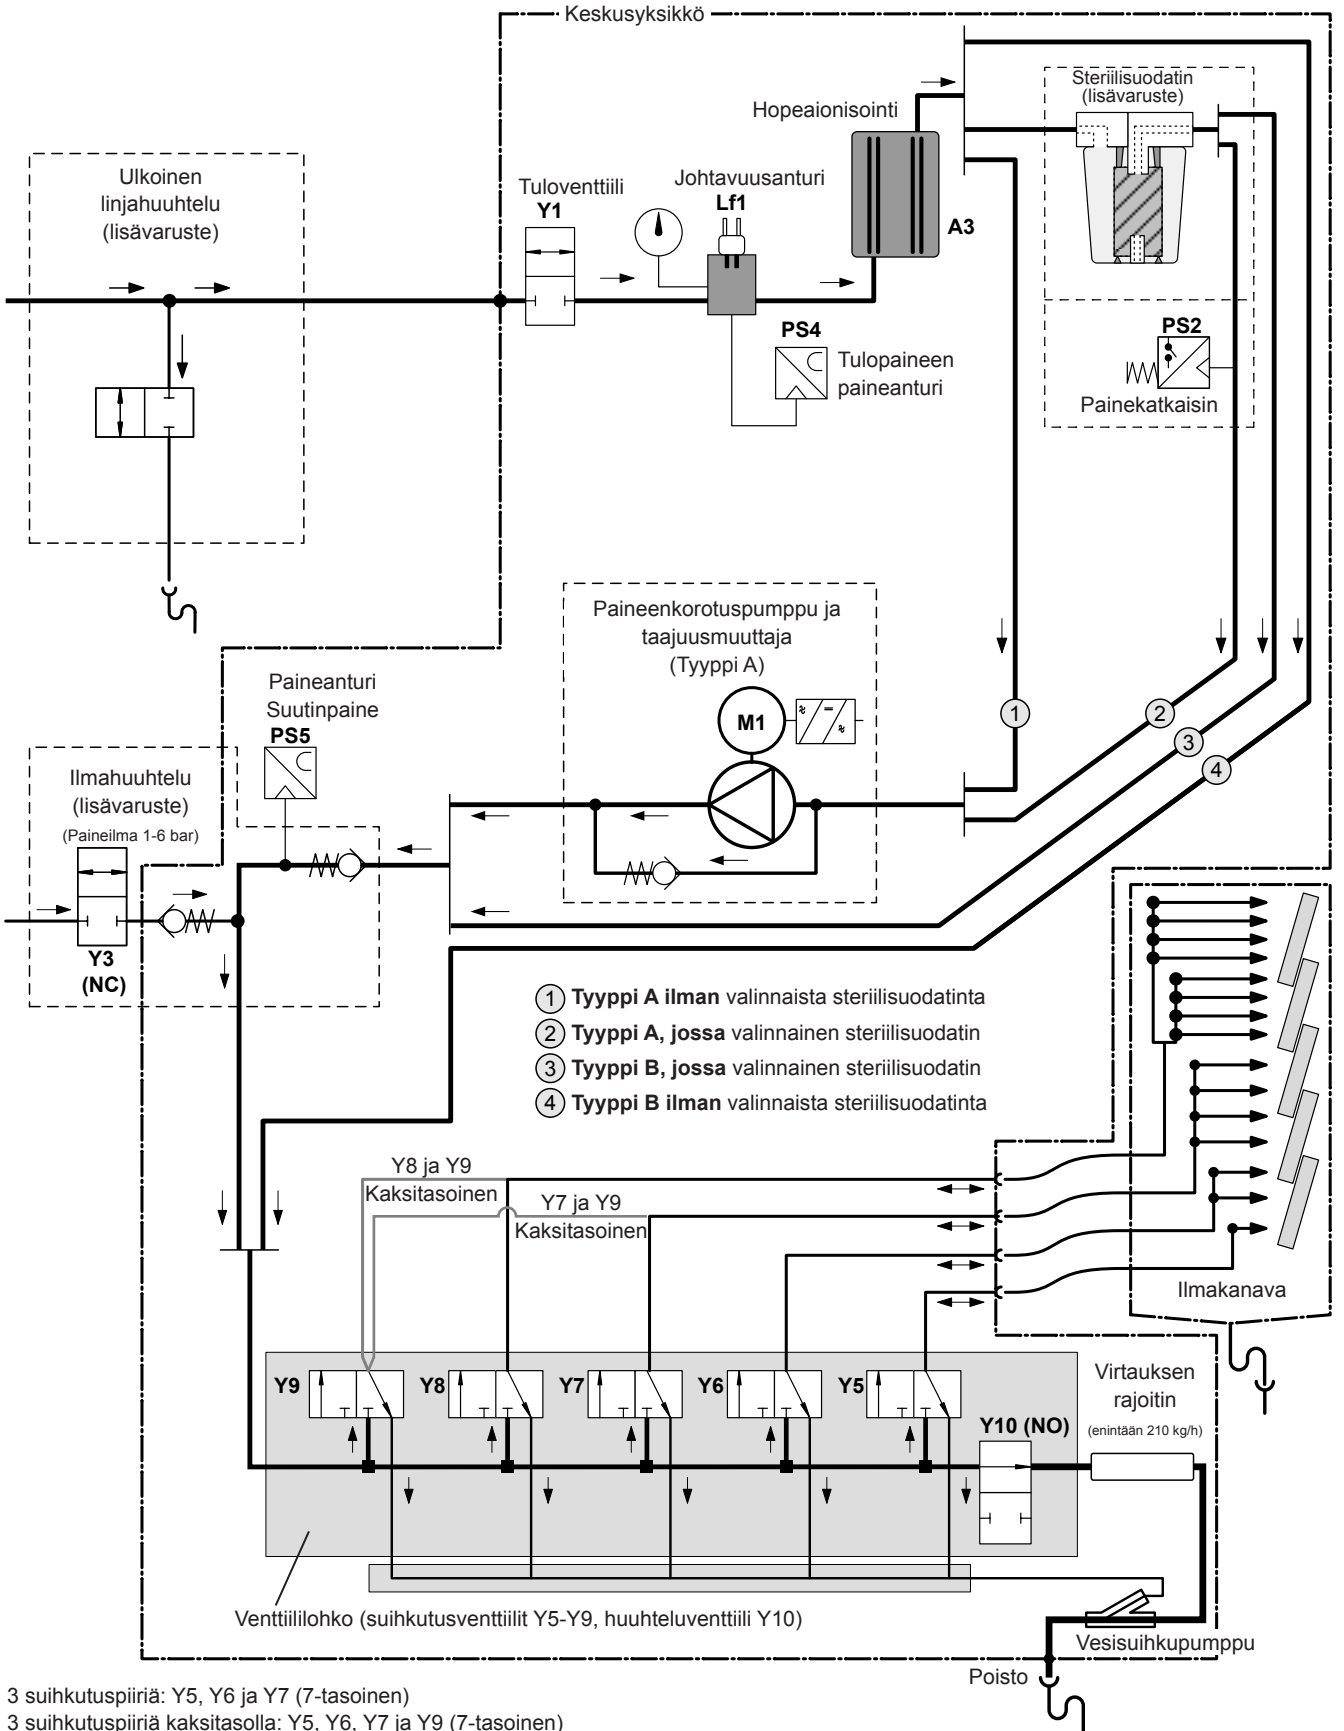 Keskusyksikkö
Steriilisuodatin
(lisävaruste)
Hopeaionisointi
A3
Ulkoinen
linjahuuhtelu
(lisävaruste)
Tuloventtiili
Y1
Johtavuusanturi
Lf1
PS4
Tulopaineen
paineanturi
PS2
Painekatkaisin
Paineenkorotuspumppu ja
taajuusmuuttaja
(Tyyppi A)
M1
1
2
3
4
Paineanturi
Suutinpaine
PS5
Ilmahuuhtelu
(lisävaruste)
(Paineilma 1-6 bar)
Y3
(NC)
1 Tyyppi A ilman valinnaista steriilisuodatinta
2 Tyyppi A, jossa valinnainen steriilisuodatin
3 Tyyppi B, jossa valinnainen steriilisuodatin
4 Tyyppi B ilman valinnaista steriilisuodatinta
Y8 ja Y9
Kaksitasoinen
Y7 ja Y9
Kaksitasoinen
Ilmakanava
Y9
Y8
Y7
Y6
Y5
Y10 (NO)
Virtauksen
rajoitin
(enintään 210 kg/h)
Venttiililohko (suihkutusventtiilit Y5-Y9, huuhteluventtiili Y10)
Vesisuihkupumppu
Poisto
3 suihkutuspiiriä: Y5, Y6 ja Y7 (7-tasoinen)
3 suihkutuspiiriä kaksitasolla: Y5, Y6, Y7 ja Y9 (7-tasoinen)